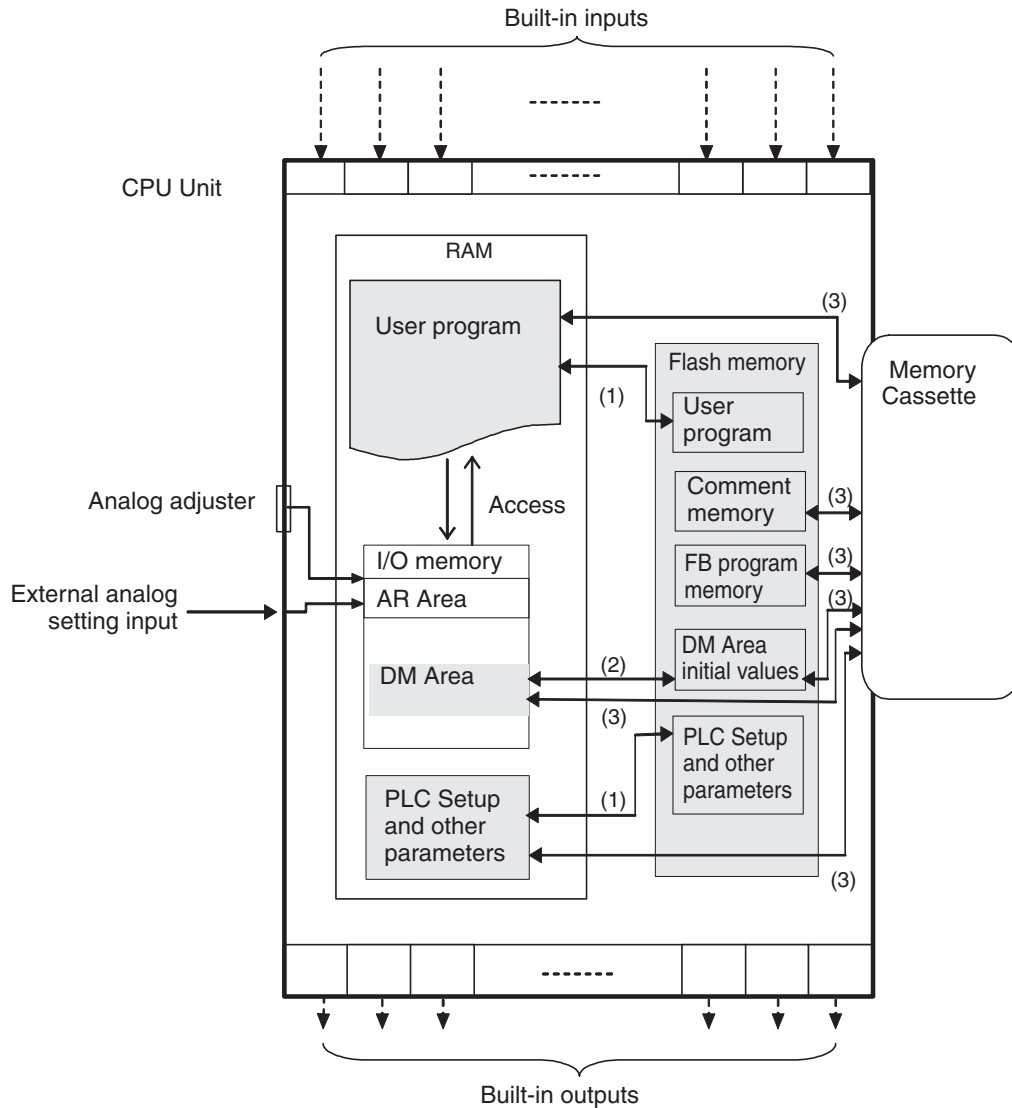 Built-in inputs
CPU Unit
RAM
User program
(3)
Flash memory
Memory
Cassette
(1)
User
program
Analog adjuster
Access
Comment
memory
(3)
I/O memory
FB program
memory
(3)
External analog
setting input
AR Area
(3)
DM Area
(2)
DM Area
initial values
(3)
PLC Setup
and other
parameters
PLC Setup
and other
parameters
(1)
(3)
Built-in outputs